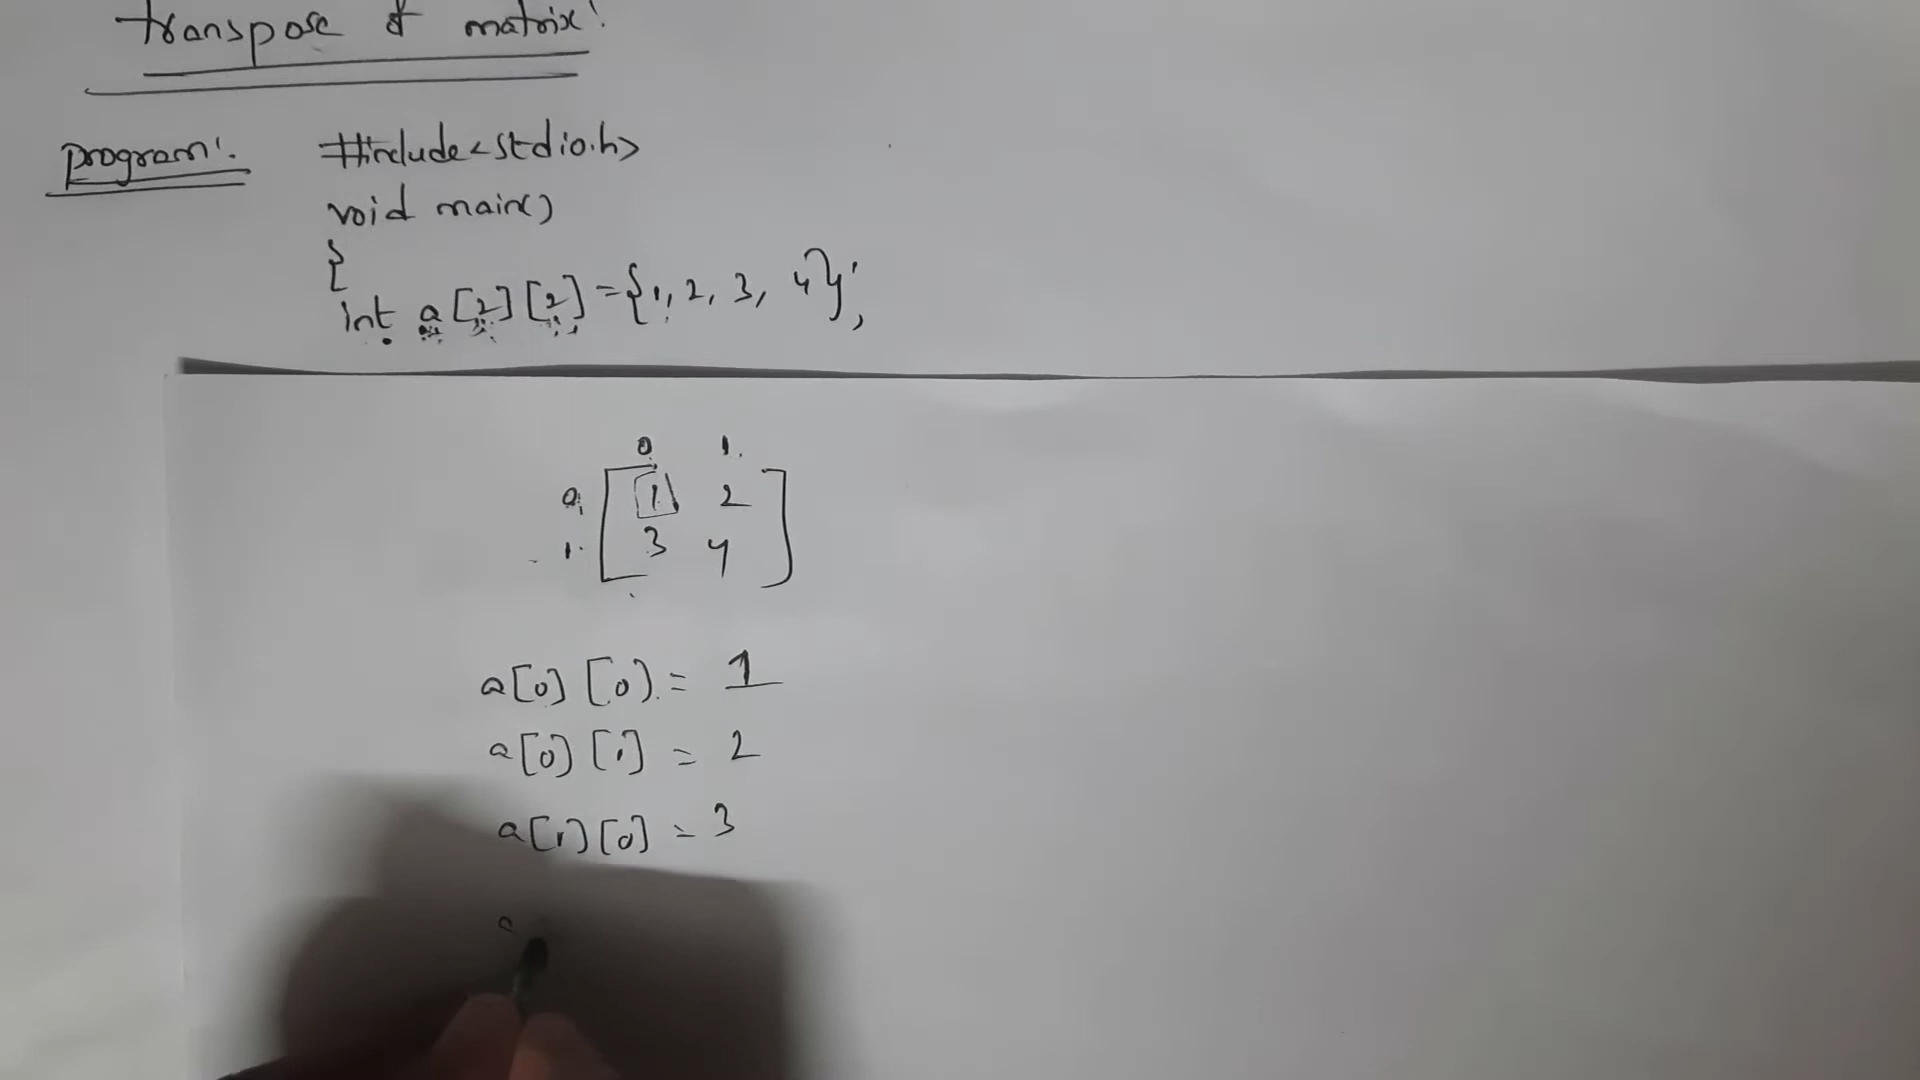 transpose of matrix:
program:
#include<stdio.h>
void main()
{
int a[2][2]={1,2,3,4};
0 1
0 1 2
1 3 4
a[0][0] = 1
a[0][1] = 2
a[1][0] = 3
a